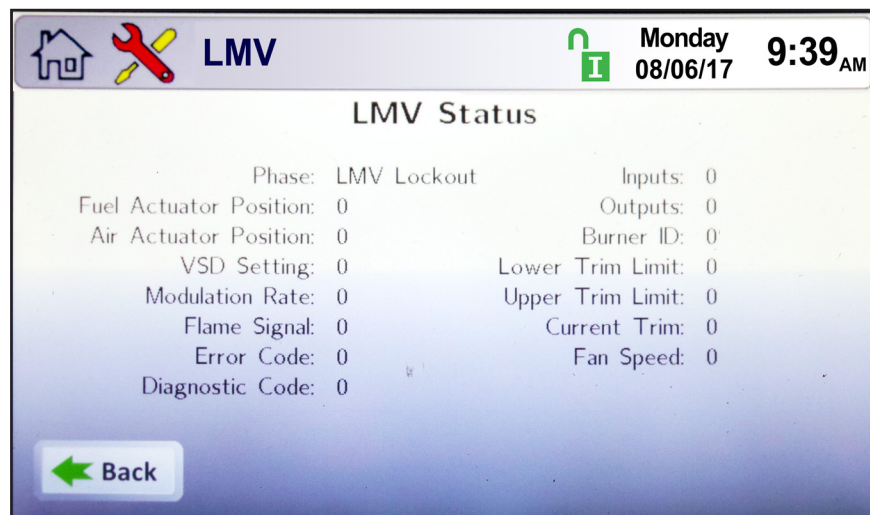 LMV
Monday
08/06/17
9:39 AM
I
LMV Status
Phase: LMV Lockout
Fuel Actuator Position: 0
Air Actuator Position: 0
VSD Setting: 0
Modulation Rate: 0
Flame Signal: 0
Error Code: 0
Diagnostic Code: 0
Inputs: 0
Outputs: 0
Burner ID: 0
Lower Trim Limit: 0
Upper Trim Limit: 0
Current Trim: 0
Fan Speed: 0
Back